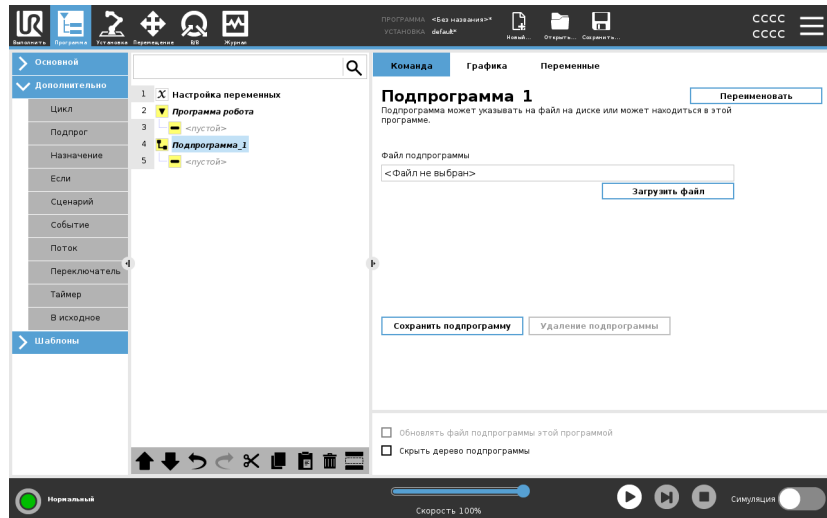 UR
ПРОГРАММА <Без названия>*
УСТАНОВКА default*
CCCC
CCCC
Выполнить Программа Установка Перемещение В/В Журнал
Новый... Открыть... Сохранить...
Основной
Дополнительно
Цикл
Подпрог
Назначение
Если
Сценарий
Событие
Поток
Переключатель
Таймер
В исходное
Шаблоны
1 X Настройка переменных
2 Программа робота
3 <пустой>
4 Подпрограмма_1
5 <пустой>
Команда Графика Переменные
Подпрограмма 1
Переименовать
Подпрограмма может указывать на файл на диске или может находиться в этой
программе.
Файл подпрограммы
<Файл не выбран>
Загрузить файл
Сохранить подпрограмму Удаление подпрограммы
Обновлять файл подпрограммы этой программой
Скрыть дерево подпрограммы
Нормальный
Скорость 100%
Симуляция